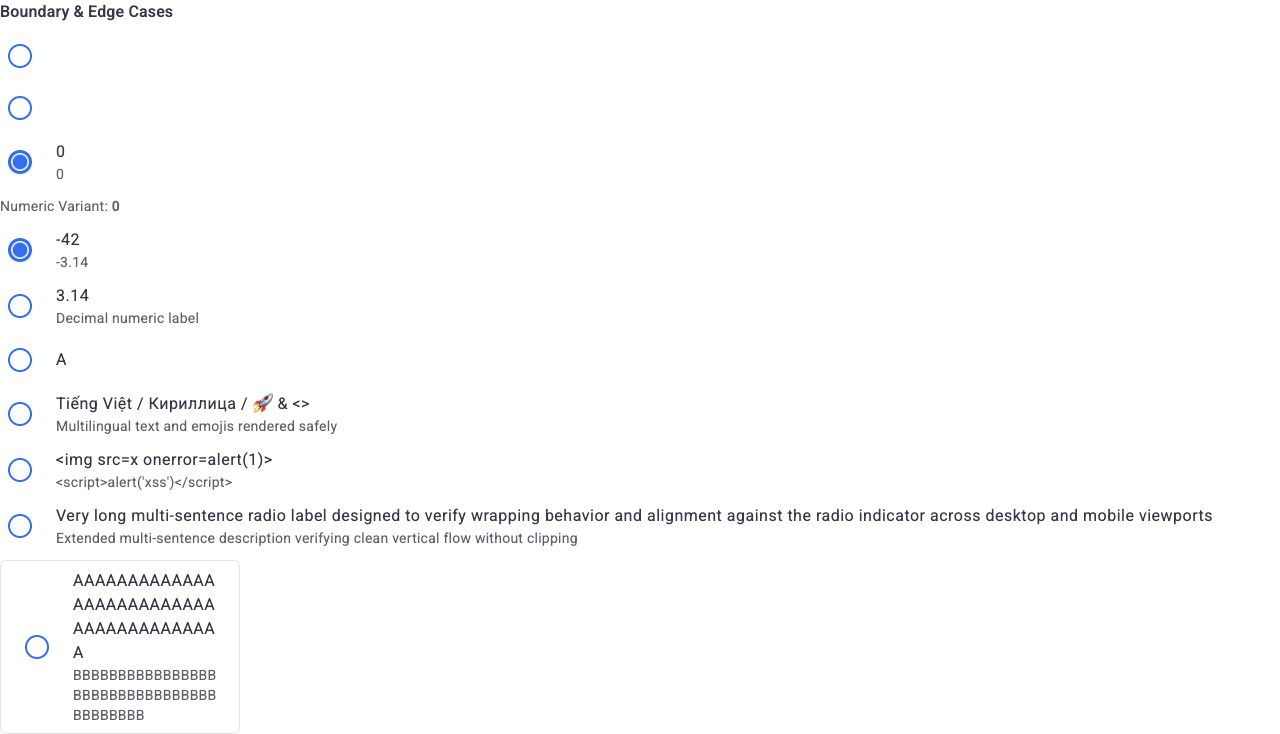 Boundary & Edge Cases
0
0
Numeric Variant: 0
-42
-3.14
3.14
Decimal numeric label
A
Tiếng Việt / Кириллица / 🚀 & <>
Multilingual text and emojis rendered safely
<img src=x onerror=alert(1)>
<script>alert('xss')</script>
Very long multi-sentence radio label designed to verify wrapping behavior and alignment against the radio indicator across desktop and mobile viewports
Extended multi-sentence description verifying clean vertical flow without clipping
AAAAAAAAAAAAA
AAAAAAAAAAAAA
AAAAAAAAAAAAA
A
BBBBBBBBBBBBBBBB
BBBBBBBBBBBBBBBB
BBBBBBBB